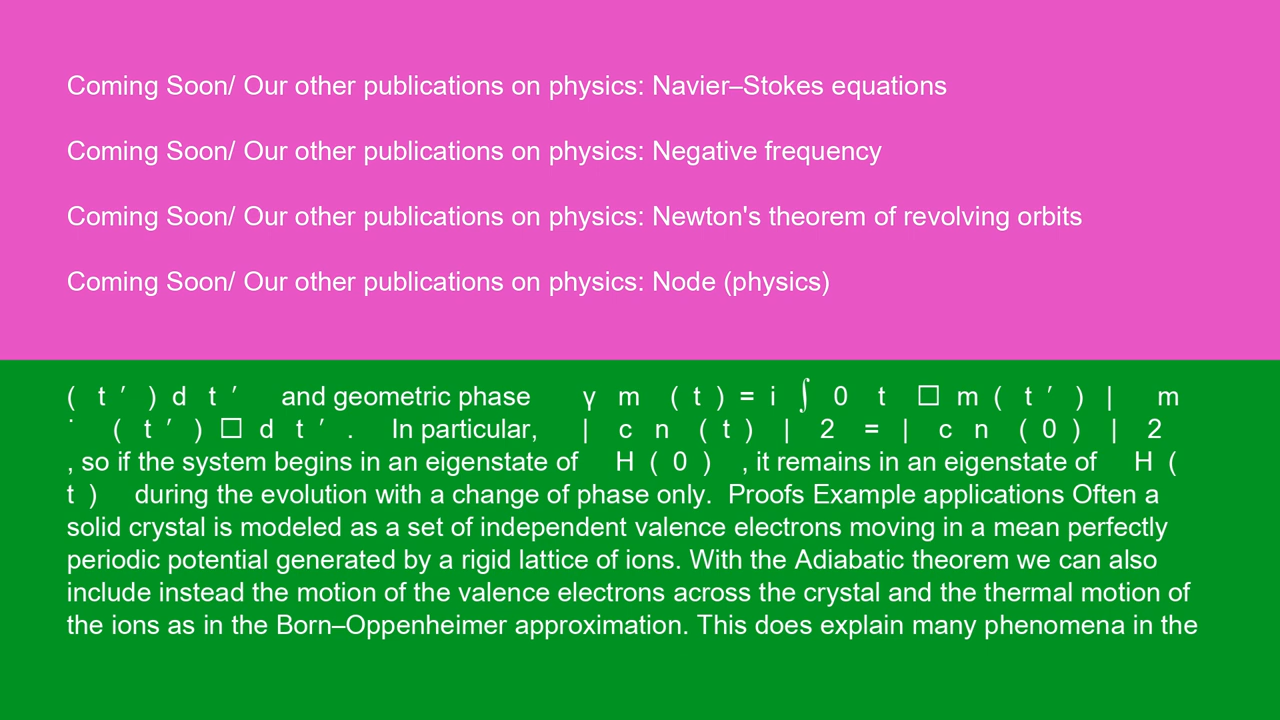 Coming Soon/ Our other publications on physics: Navier–Stokes equations
Coming Soon/ Our other publications on physics: Negative frequency
Coming Soon/ Our other publications on physics: Newton's theorem of revolving orbits
Coming Soon/ Our other publications on physics: Node (physics)
( t ′ ) d t ′ and geometric phase γ m ( t ) = i ∫ 0 t □ m ( t ′ ) | m
˙ ( t ′ ) □ d t ′ . In particular, | c n ( t ) | 2 = | c n ( 0 ) | 2
, so if the system begins in an eigenstate of H ( 0 ) , it remains in an eigenstate of H (
t ) during the evolution with a change of phase only. Proofs Example applications Often a
solid crystal is modeled as a set of independent valence electrons moving in a mean perfectly
periodic potential generated by a rigid lattice of ions. With the Adiabatic theorem we can also
include instead the motion of the valence electrons across the crystal and the thermal motion of
the ions as in the Born–Oppenheimer approximation. This does explain many phenomena in the